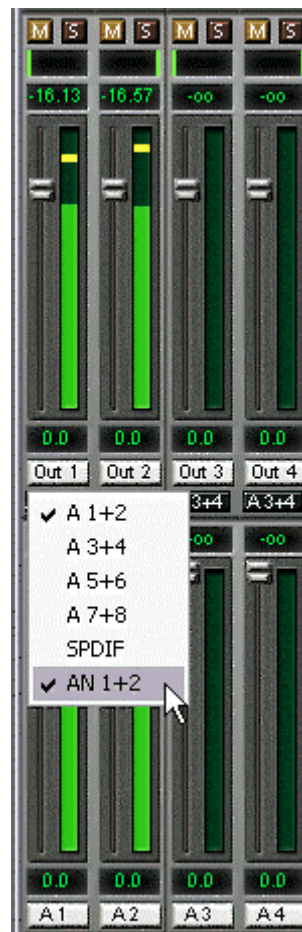 M S M S M S M S
-16.13 -16.57 -oo -oo
0.0 0.0 0.0 0.0
Out 1 Out 2 Out 3 Out 4
3+4 A 3+4
✔ A 1+2
A 3+4
A 5+6
A 7+8
SPDIF
✔ AN 1+2
-oo -oo
0.0 0.0 0.0 0.0
A 1 A 2 A 3 A 4